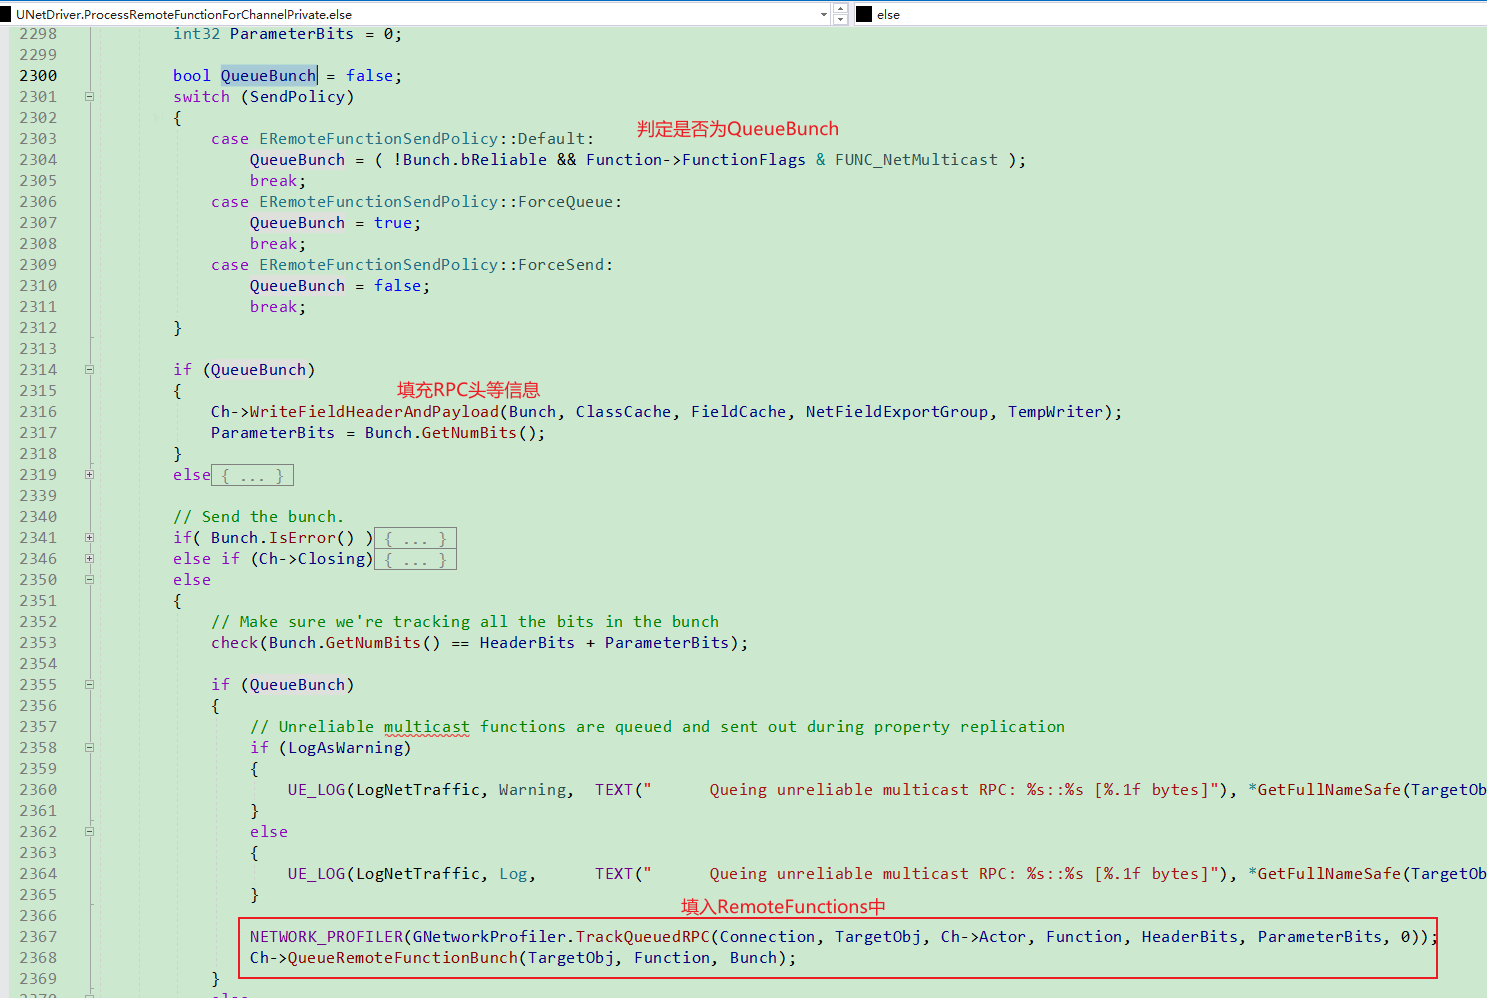 UNetDriver.ProcessRemoteFunctionForChannelPrivate.else
else
2298 int32 ParameterBits = 0;
2299
2300 bool QueueBunch = false;
2301 switch (SendPolicy)
2302 {
判定是否为QueueBunch
2303 case ERemoteFunctionSendPolicy::Default:
2304 QueueBunch = ( !Bunch.bReliable && Function->FunctionFlags & FUNC_NetMulticast );
2305 break;
2306 case ERemoteFunctionSendPolicy::ForceQueue:
2307 QueueBunch = true;
2308 break;
2309 case ERemoteFunctionSendPolicy::ForceSend:
2310 QueueBunch = false;
2311 break;
2312 }
2313
2314 if (QueueBunch)
2315 {
填充RPC头等信息
2316 Ch->WriteFieldHeaderAndPayload(Bunch, ClassCache, FieldCache, NetFieldExportGroup, TempWriter);
2317 ParameterBits = Bunch.GetNumBits();
2318 }
2319 else{ ... }
2339
2340 // Send the bunch.
2341 if( Bunch.IsError() ){ ... }
2346 else if (Ch->Closing){ ... }
2350 else
2351 {
2352 // Make sure we're tracking all the bits in the bunch
2353 check(Bunch.GetNumBits() == HeaderBits + ParameterBits);
2354
2355 if (QueueBunch)
2356 {
2357 // Unreliable multicast functions are queued and sent out during property replication
2358 if (LogAsWarning)
2359 {
2360 UE_LOG(LogNetTraffic, Warning, TEXT("      Queing unreliable multicast RPC: %s::%s [%.1f bytes]"), *GetFullNameSafe(TargetOb
2361 }
2362 else
2363 {
2364 UE_LOG(LogNetTraffic, Log, TEXT("      Queing unreliable multicast RPC: %s::%s [%.1f bytes]"), *GetFullNameSafe(TargetOb
2365 }
2366
填入RemoteFunctions中
2367 NETWORK_PROFILER(GNetworkProfiler.TrackQueuedRPC(Connection, TargetObj, Ch->Actor, Function, HeaderBits, ParameterBits, 0));
2368 Ch->QueueRemoteFunctionBunch(TargetObj, Function, Bunch);
2369 }